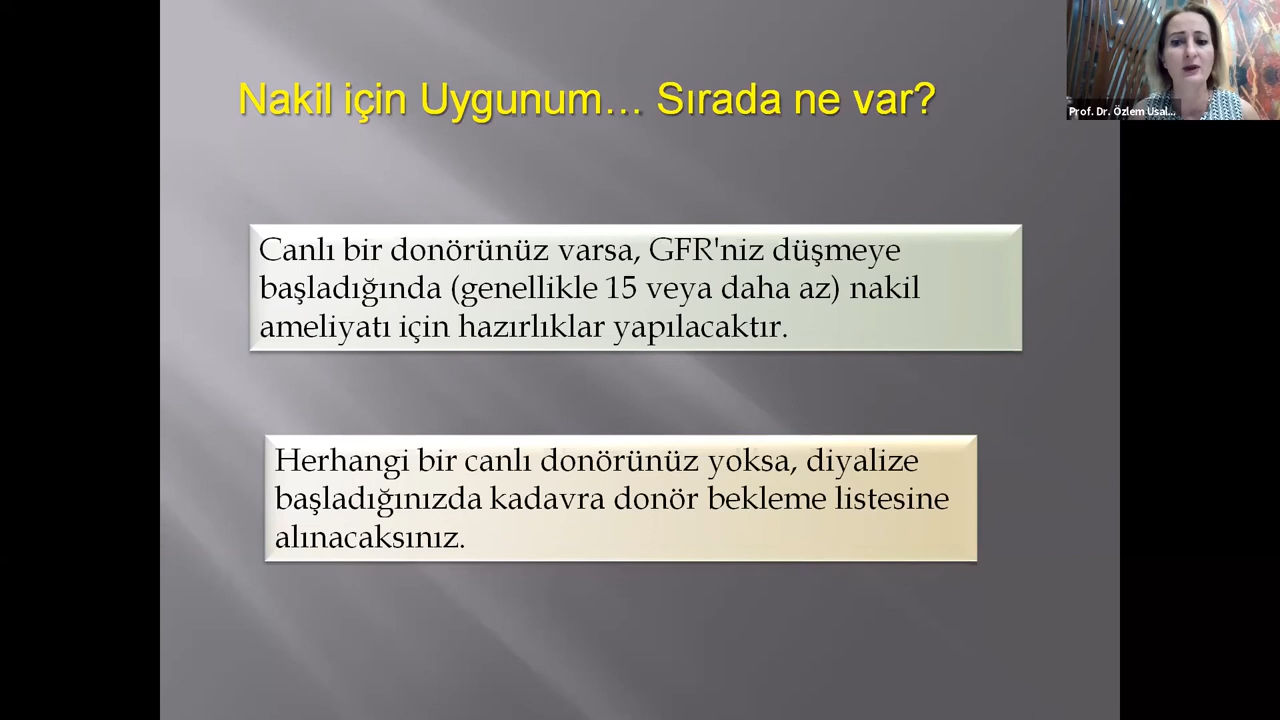 Nakil için Uygunum… Sırada ne var?
Prof. Dr. Özlem Usal...
Canlı bir donörünüz varsa, GFR'niz düşmeye
başladığında (genellikle 15 veya daha az) nakil
ameliyatı için hazırlıklar yapılacaktır.
Herhangi bir canlı donörünüz yoksa, diyalize
başladığınızda kadavra donör bekleme listesine
alınacaksınız.